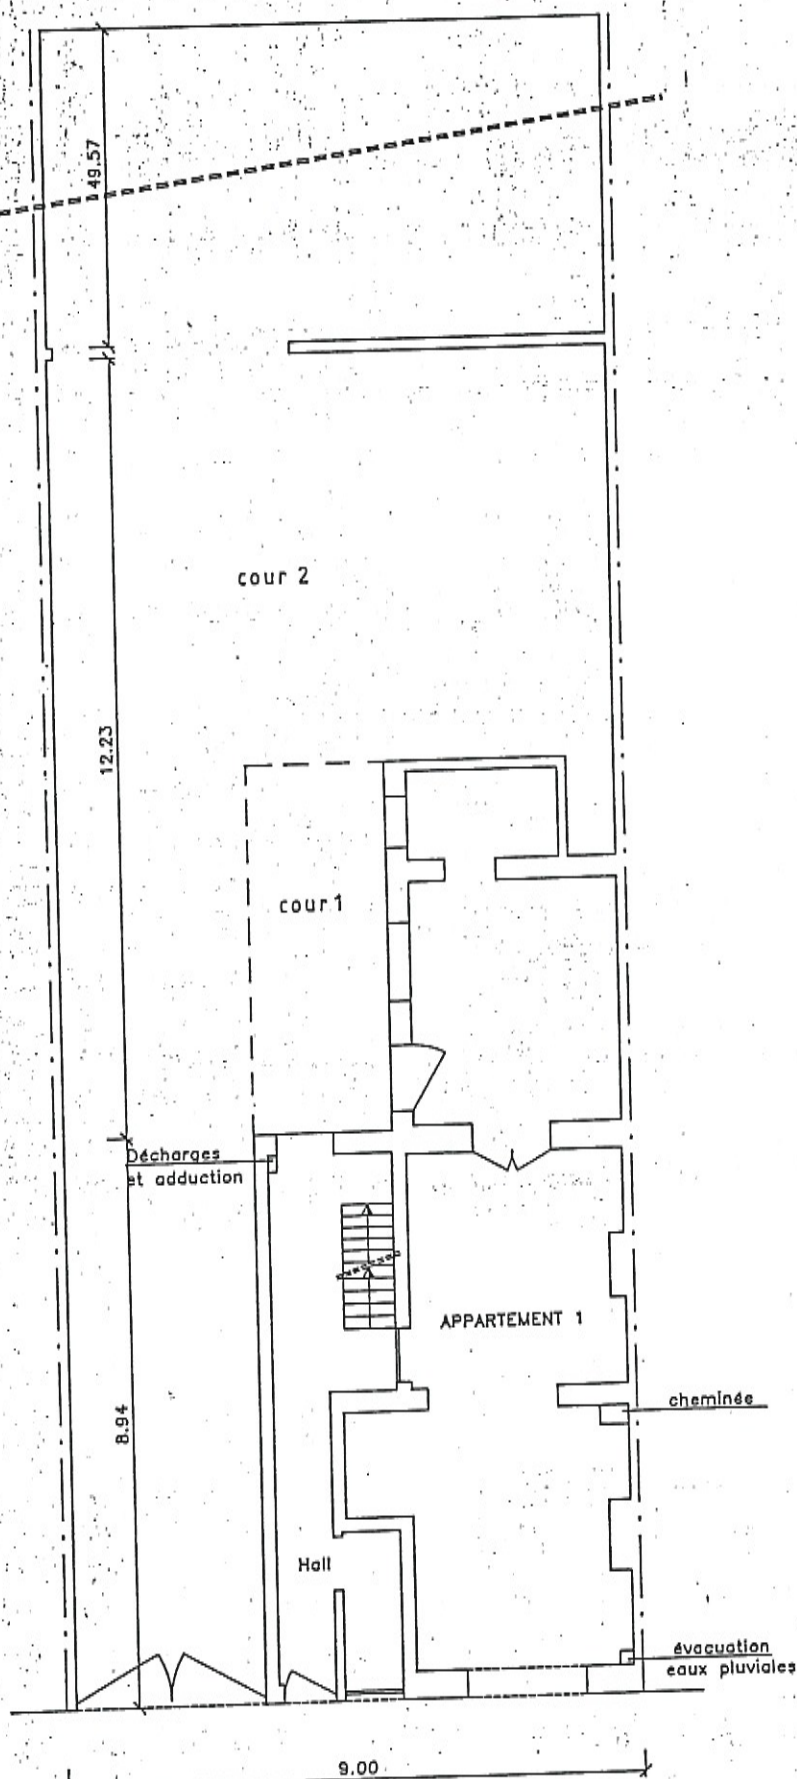 49.57
cour 2
12.23
cour 1
Décharges
et adduction
APPARTEMENT 1
cheminée
8.94
Hall
évacuation
eaux pluviales
9.00